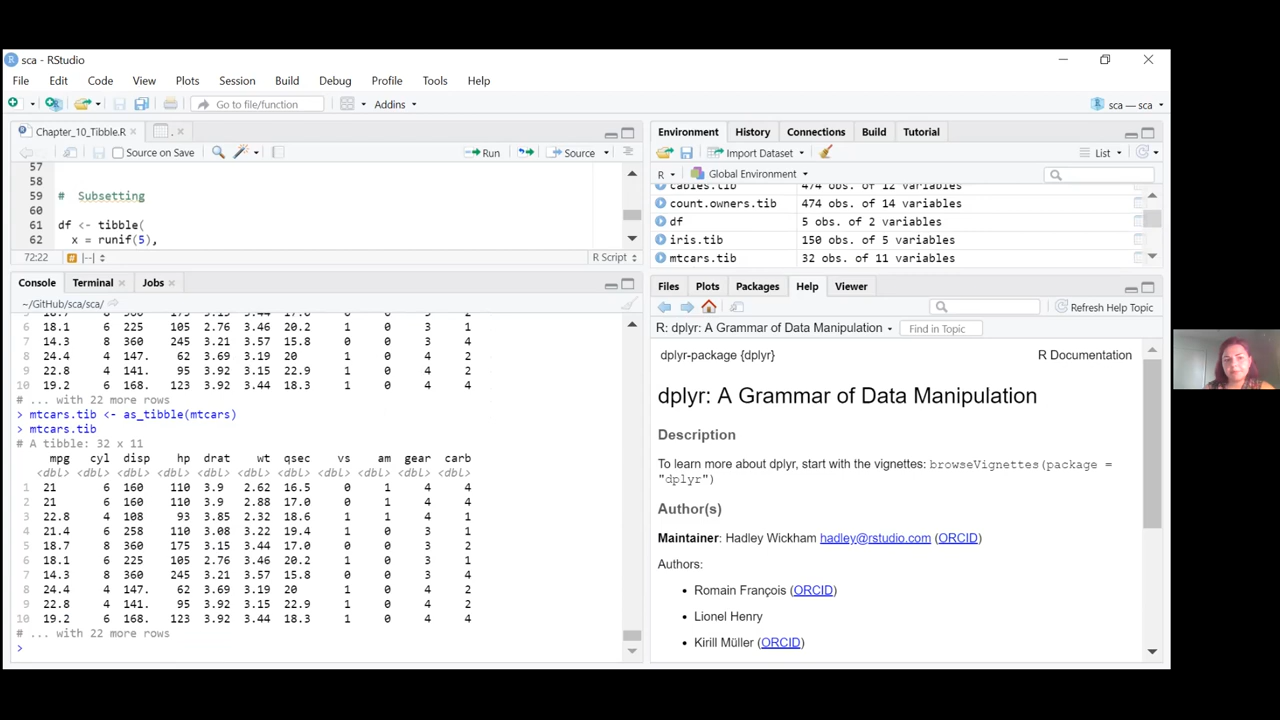 sca - RStudio
File Edit Code View Plots Session Build Debug Profile Tools Help
Go to file/function Addins sca — sca
Chapter_10_Tibble.R .
Source on Save Run Source
57
58
59 # Subsetting
60
61 df <- tibble(
62 x = runif(5),
72:22 R Script
Console Terminal Jobs
~/GitHub/sca/sca/
6 18.1 6 225 105 2.76 3.46 20.2 1 0 3 1
7 14.3 8 360 245 3.21 3.57 15.8 0 0 3 4
8 24.4 4 147. 62 3.69 3.19 20 1 0 4 2
9 22.8 4 141. 95 3.92 3.15 22.9 1 0 4 2
10 19.2 6 168. 123 3.92 3.44 18.3 1 0 4 4
# ... with 22 more rows
> mtcars.tib <- as_tibble(mtcars)
> mtcars.tib
# A tibble: 32 x 11
mpg cyl disp hp drat wt qsec vs am gear carb
<dbl> <dbl> <dbl> <dbl> <dbl> <dbl> <dbl> <dbl> <dbl> <dbl> <dbl>
1 21 6 160 110 3.9 2.62 16.5 0 1 4 4
2 21 6 160 110 3.9 2.88 17.0 0 1 4 4
3 22.8 4 108 93 3.85 2.32 18.6 1 1 4 1
4 21.4 6 258 110 3.08 3.22 19.4 1 0 3 1
5 18.7 8 360 175 3.15 3.44 17.0 0 0 3 2
6 18.1 6 225 105 2.76 3.46 20.2 1 0 3 1
7 14.3 8 360 245 3.21 3.57 15.8 0 0 3 4
8 24.4 4 147. 62 3.69 3.19 20 1 0 4 2
9 22.8 4 141. 95 3.92 3.15 22.9 1 0 4 2
10 19.2 6 168. 123 3.92 3.44 18.3 1 0 4 4
# ... with 22 more rows
>
Environment History Connections Build Tutorial
Import Dataset List
R Global Environment
cables.tib 474 obs. of 12 variables
count.owners.tib 474 obs. of 14 variables
df 5 obs. of 2 variables
iris.tib 150 obs. of 5 variables
mtcars.tib 32 obs. of 11 variables
Files Plots Packages Help Viewer
Refresh Help Topic
R: dplyr: A Grammar of Data Manipulation Find in Topic
dplyr-package {dplyr} R Documentation
dplyr: A Grammar of Data Manipulation
Description
To learn more about dplyr, start with the vignettes: browseVignettes(package =
"dplyr")
Author(s)
Maintainer: Hadley Wickham hadley@rstudio.com (ORCID)
Authors:
• Romain François (ORCID)
• Lionel Henry
• Kirill Müller (ORCID)